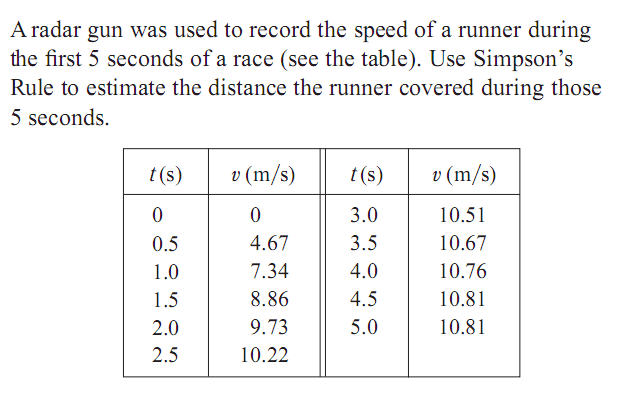 A radar gun was used to record the speed of a runner during
the first 5 seconds of a race (see the table). Use Simpson’s
Rule to estimate the distance the runner covered during those
5 seconds.
t (s) v (m/s) t (s) v (m/s)
0 0 3.0 10.51
0.5 4.67 3.5 10.67
1.0 7.34 4.0 10.76
1.5 8.86 4.5 10.81
2.0 9.73 5.0 10.81
2.5 10.22